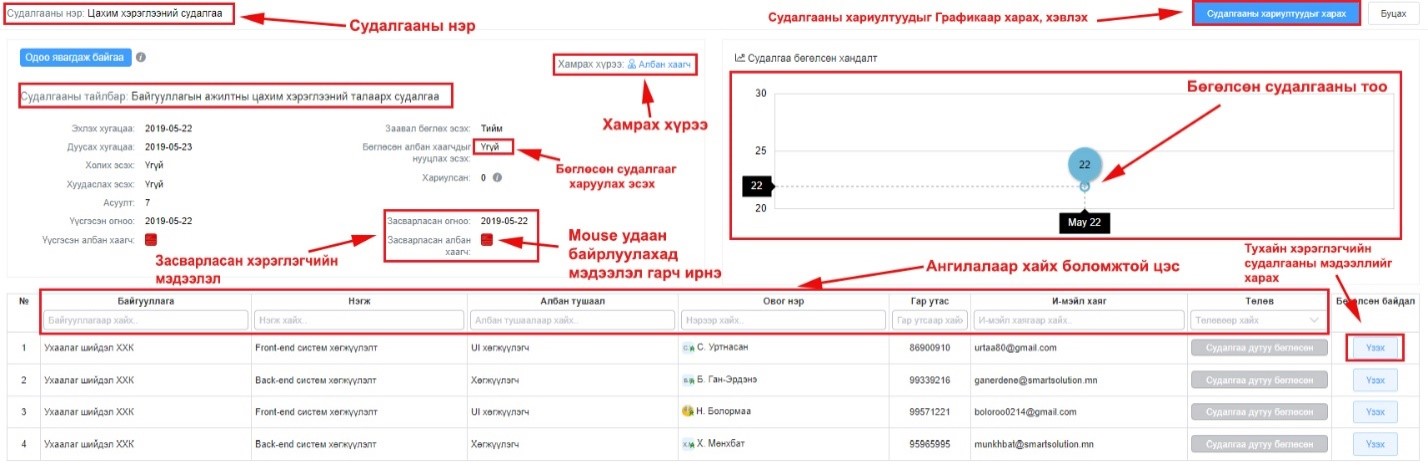 Судалгааны нэр: Цахим хэрэглээний судалгаа
Судалгааны нэр
Судалгааны хариултуудыг Графикаар харах, хэвлэх
Судалгааны хариултуудыг харах
Буцах
Одоо явагдаж байгаа
Хамрах хүрээ: Албан хаагч
Хамрах хүрээ
Судалгааны тайлбар: Байгууллагын ажилтны цахим хэрэглээний талаарх судалгаа
Эхлэх хугацаа: 2019-05-22
Дуусах хугацаа: 2019-05-23
Холих эсэх: Үгүй
Хуудаслах эсэх: Үгүй
Асуулт: 7
Үүсгэсэн огноо: 2019-05-22
Үүсгэсэн албан хаагч:
Заавал бөглөх эсэх: Тийм
Бөглөсөн албан хаагчдыг нууцлах эсэх: Үгүй
Хариулсан: 0
Бөглөсөн судалгааг
харуулах эсэх
Засварласан огноо: 2019-05-22
Засварласан албан
хаагч:
Засварласан хэрэглэгчийн
мэдээлэл
Mouse удаан
байрлуулахад
мэдээлэл гарч ирнэ
Судалгаа бөгөлсөн хандалт
30
25
20
22
22
May 22
Бөгөлсөн судалгааны тоо
Ангилалаар хайх боломжтой цэс
Тухайн хэрэглэгчийн
судалгааны мэдээллийг
харах
№ Байгууллага Нэгж Албан тушаал Овог нэр Гар утас И-мэйл хаяг Төлөв Бөгөлсөн байдал
Байгууллагаар хайх.. Нэгж хайх.. Албан тушаалаар хайх.. Нэрээр хайх.. Гар утсаар хай И-мэйл хаягаар хайх.. Төлөвөөр хайх
1 Ухаалаг шийдэл ХХК Front-end систем хөгжүүлэлт UI хөгжүүлэгч С. Уртнасан 86900910 urtaa80@gmail.com Судалгаа дутуу бөглөсөн Үзэх
2 Ухаалаг шийдэл ХХК Back-end систем хөгжүүлэлт Хөгжүүлэгч Б. Ган-Эрдэнэ 99339216 ganerdene@smartsolution.mn Судалгаа дутуу бөглөсөн Үзэх
3 Ухаалаг шийдэл ХХК Front-end систем хөгжүүлэлт UI хөгжүүлэгч Н. Болормаа 99571221 boloroo0214@gmail.com Судалгаа дутуу бөглөсөн Үзэх
4 Ухаалаг шийдэл ХХК Back-end систем хөгжүүлэлт Хөгжүүлэгч Х. Мөнхбат 95965995 munkhbat@smartsolution.mn Судалгаа дутуу бөглөсөн Үзэх